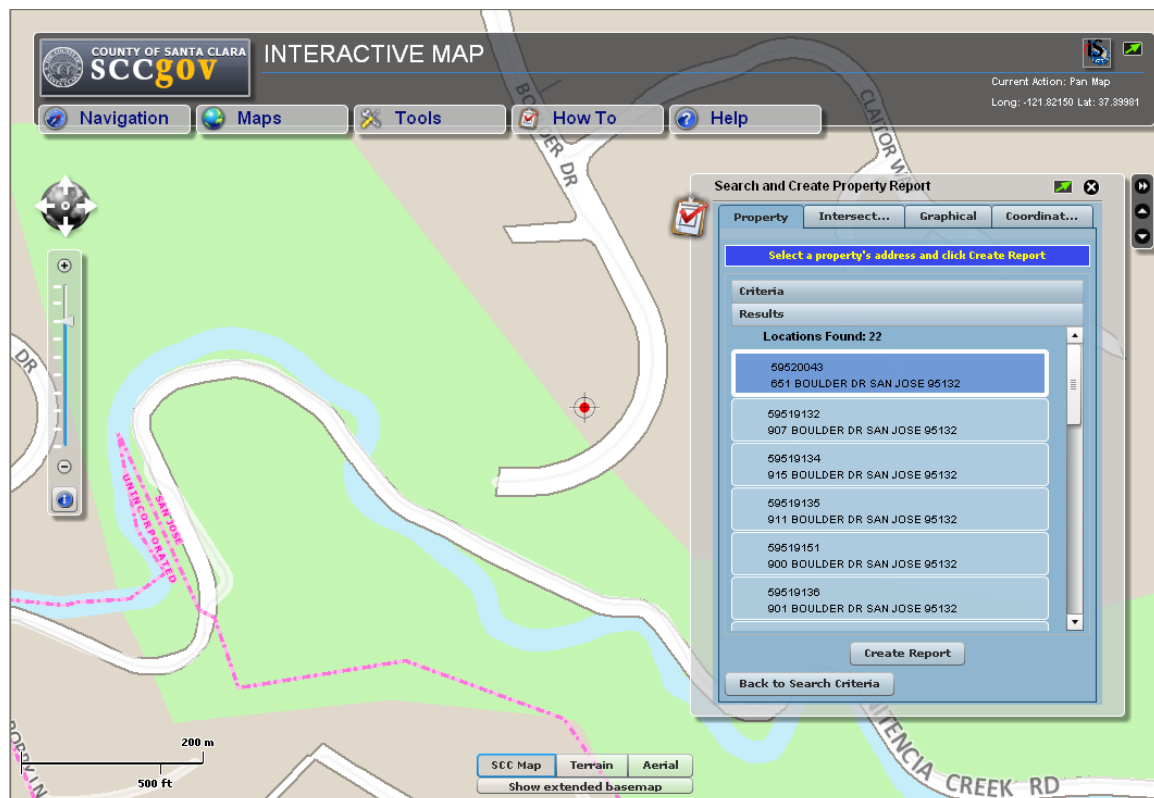 COUNTY OF SANTA CLARA
SCCgov
INTERACTIVE MAP
Current Action: Pan Map
Long: -121.82150 Lat: 37.39981
Navigation
Maps
Tools
How To
Help
BOULDER DR
CLAITOR WA
Search and Create Property Report
Property
Intersect...
Graphical
Coordinat...
Select a property's address and click Create Report
Criteria
Results
Locations Found: 22
59520043
651 BOULDER DR SAN JOSE 95132
59519132
907 BOULDER DR SAN JOSE 95132
59519134
915 BOULDER DR SAN JOSE 95132
59519135
911 BOULDER DR SAN JOSE 95132
59519151
900 BOULDER DR SAN JOSE 95132
59519136
901 BOULDER DR SAN JOSE 95132
Create Report
Back to Search Criteria
DR
SAN JOSE
UNINCORPORATED
NITENCIA CREEK RD
200 m
500 ft
SCC Map
Terrain
Aerial
Show extended basemap